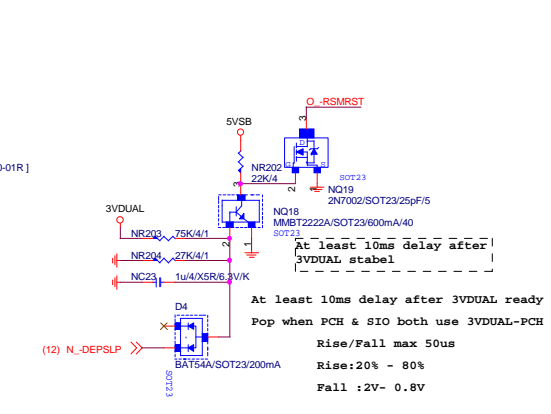 O_-RSMRST
3
5VSB
D
G
S
NR202
22K/4
SOT23
2
1
NQ19
2N7002/SOT23/25pF/5
0-01R ]
3
3VDUAL
NQ18
MMBT2222A/SOT23/600mA/40
SOT23
NR203
75K/4/1
2
1
At least 10ms delay after
3VDUAL stabel
NR204
27K/4/1
NC23
1u/4/X5R/6.3V/K
At least 10ms delay after 3VDUAL ready
D4
Pop when PCH & SIO both use 3VDUAL-PCH
Rise/Fall max 50us
(12) N_-DEPSLP
BAT54A/SOT23/200mA
Rise:20% - 80%
SOT23
Fall :2V- 0.8V